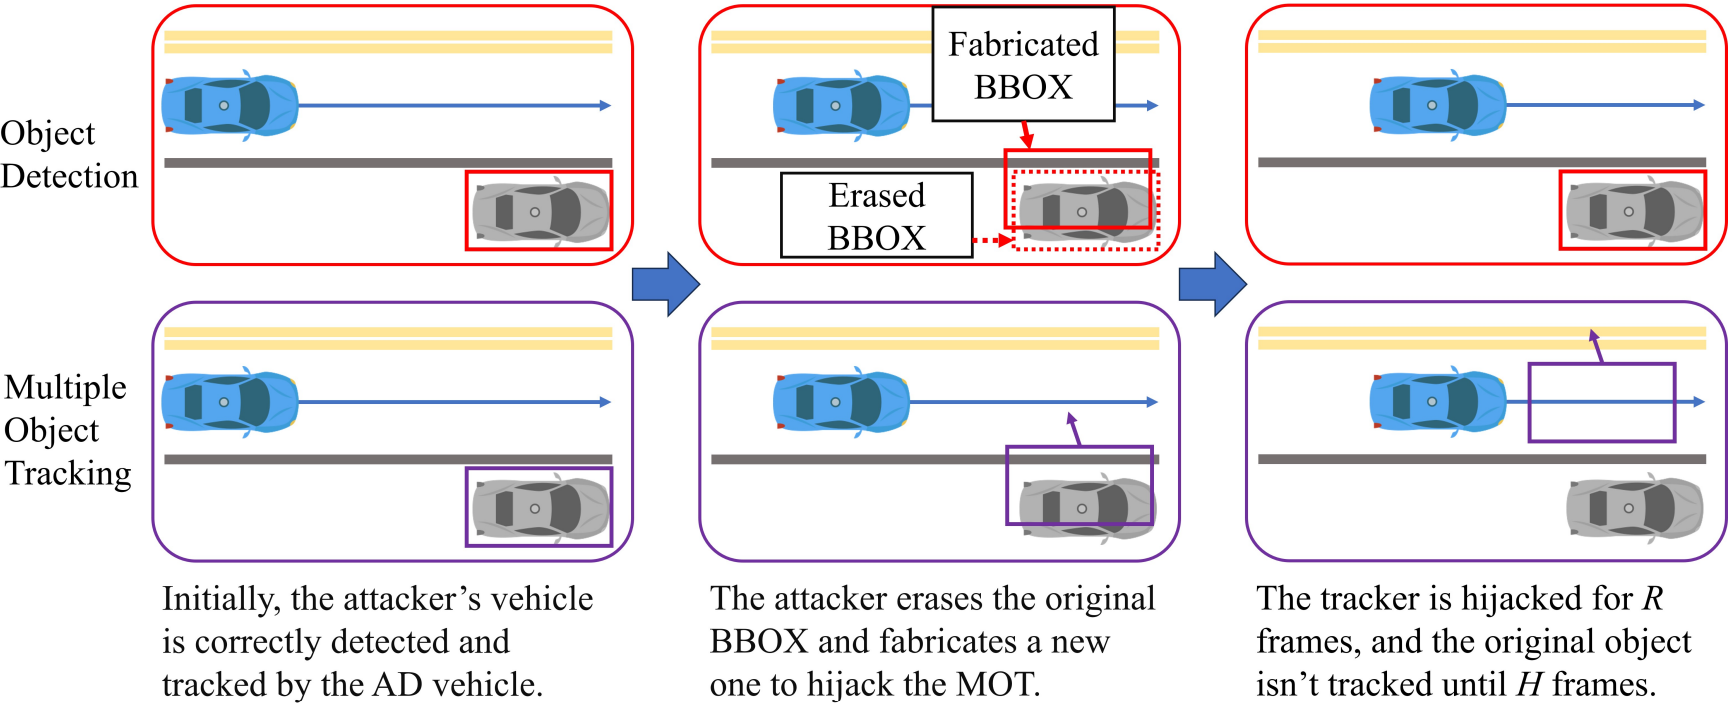 Object
Detection
Fabricated
BBOX
Erased
BBOX
Multiple
Object
Tracking
Initially, the attacker’s vehicle
is correctly detected and
tracked by the AD vehicle.
The attacker erases the original
BBOX and fabricates a new
one to hijack the MOT.
The tracker is hijacked for R
frames, and the original object
isn’t tracked until H frames.